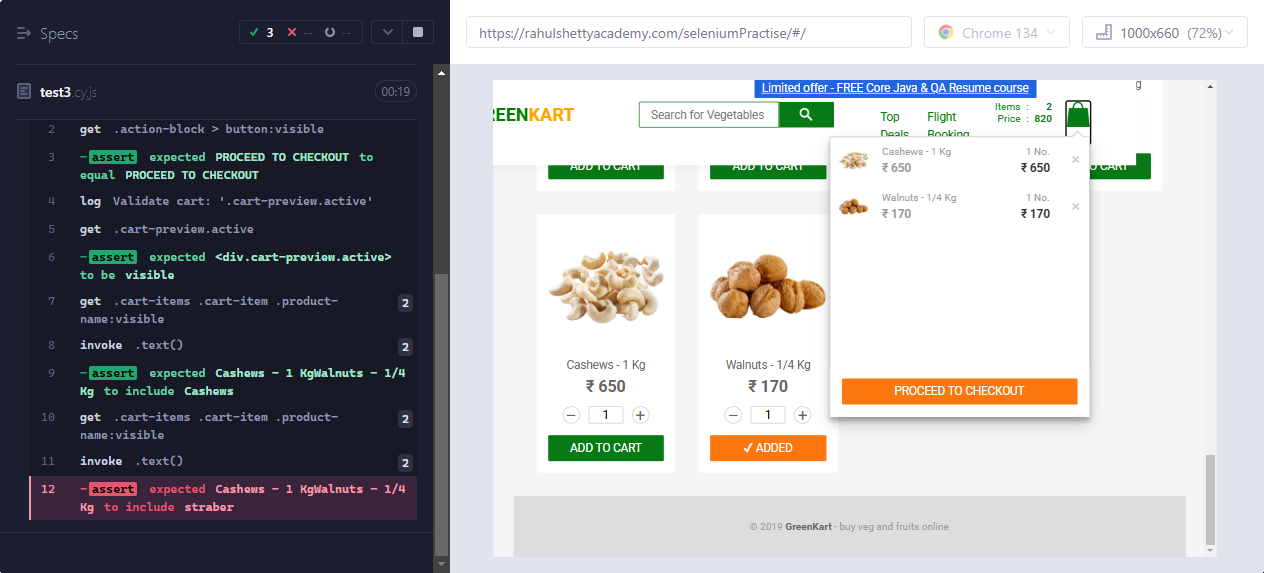 Specs
3
--
--
test3.cy.js
00:19
2 get .action-block > button:visible
3 -assert expected PROCEED TO CHECKOUT to
equal PROCEED TO CHECKOUT
4 log Validate cart: '.cart-preview.active'
5 get .cart-preview.active
6 -assert expected <div.cart-preview.active>
to be visible
7 get .cart-items .cart-item .product-
name:visible 2
8 invoke .text() 2
9 -assert expected Cashews - 1 KgWalnuts - 1/4
Kg to include Cashews
10 get .cart-items .cart-item .product-
name:visible 2
11 invoke .text() 2
12 -assert expected Cashews - 1 KgWalnuts - 1/4
Kg to include straber
https://rahulshettyacademy.com/seleniumPractise/#/
Chrome 134
1000x660 (72%)
Limited offer - FREE Core Java & QA Resume course
g
REENKART
Search for Vegetables
Top
Deals
Flight
Booking
Items : 2
Price : 820
ADD TO CART
ADD TO CART
CART
Cashews - 1 Kg
₹ 650
1 No.
₹ 650
×
Walnuts - 1/4 Kg
₹ 170
1 No.
₹ 170
×
PROCEED TO CHECKOUT
Cashews - 1 Kg
₹ 650
− 1 +
ADD TO CART
Walnuts - 1/4 Kg
₹ 170
− 1 +
✓ ADDED
© 2019 GreenKart - buy veg and fruits online